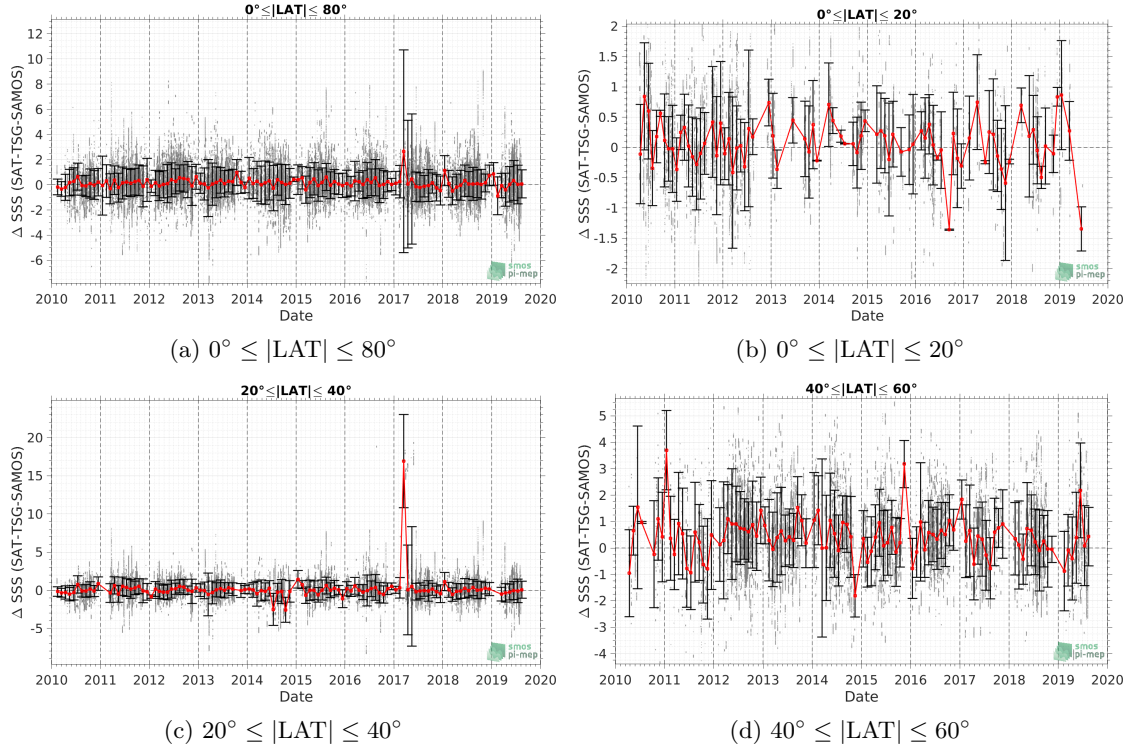 0°≤|LAT|≤ 80°
Δ SSS (SAT-TSG-SAMOS)
12
10
8
6
4
2
0
-2
-4
-6
smos
pi-mep
2010 2011 2012 2013 2014 2015 2016 2017 2018 2019 2020
Date
(a) 0° ≤ |LAT| ≤ 80°
0°≤|LAT|≤ 20°
Δ SSS (SAT-TSG-SAMOS)
2
1.5
1
0.5
0
-0.5
-1
-1.5
-2
smos
pi-mep
2010 2011 2012 2013 2014 2015 2016 2017 2018 2019 2020
Date
(b) 0° ≤ |LAT| ≤ 20°
20°≤|LAT|≤ 40°
Δ SSS (SAT-TSG-SAMOS)
20
15
10
5
0
-5
smos
pi-mep
2010 2011 2012 2013 2014 2015 2016 2017 2018 2019 2020
Date
(c) 20° ≤ |LAT| ≤ 40°
40°≤|LAT|≤ 60°
Δ SSS (SAT-TSG-SAMOS)
5
4
3
2
1
0
-1
-2
-3
-4
smos
pi-mep
2010 2011 2012 2013 2014 2015 2016 2017 2018 2019 2020
Date
(d) 40° ≤ |LAT| ≤ 60°